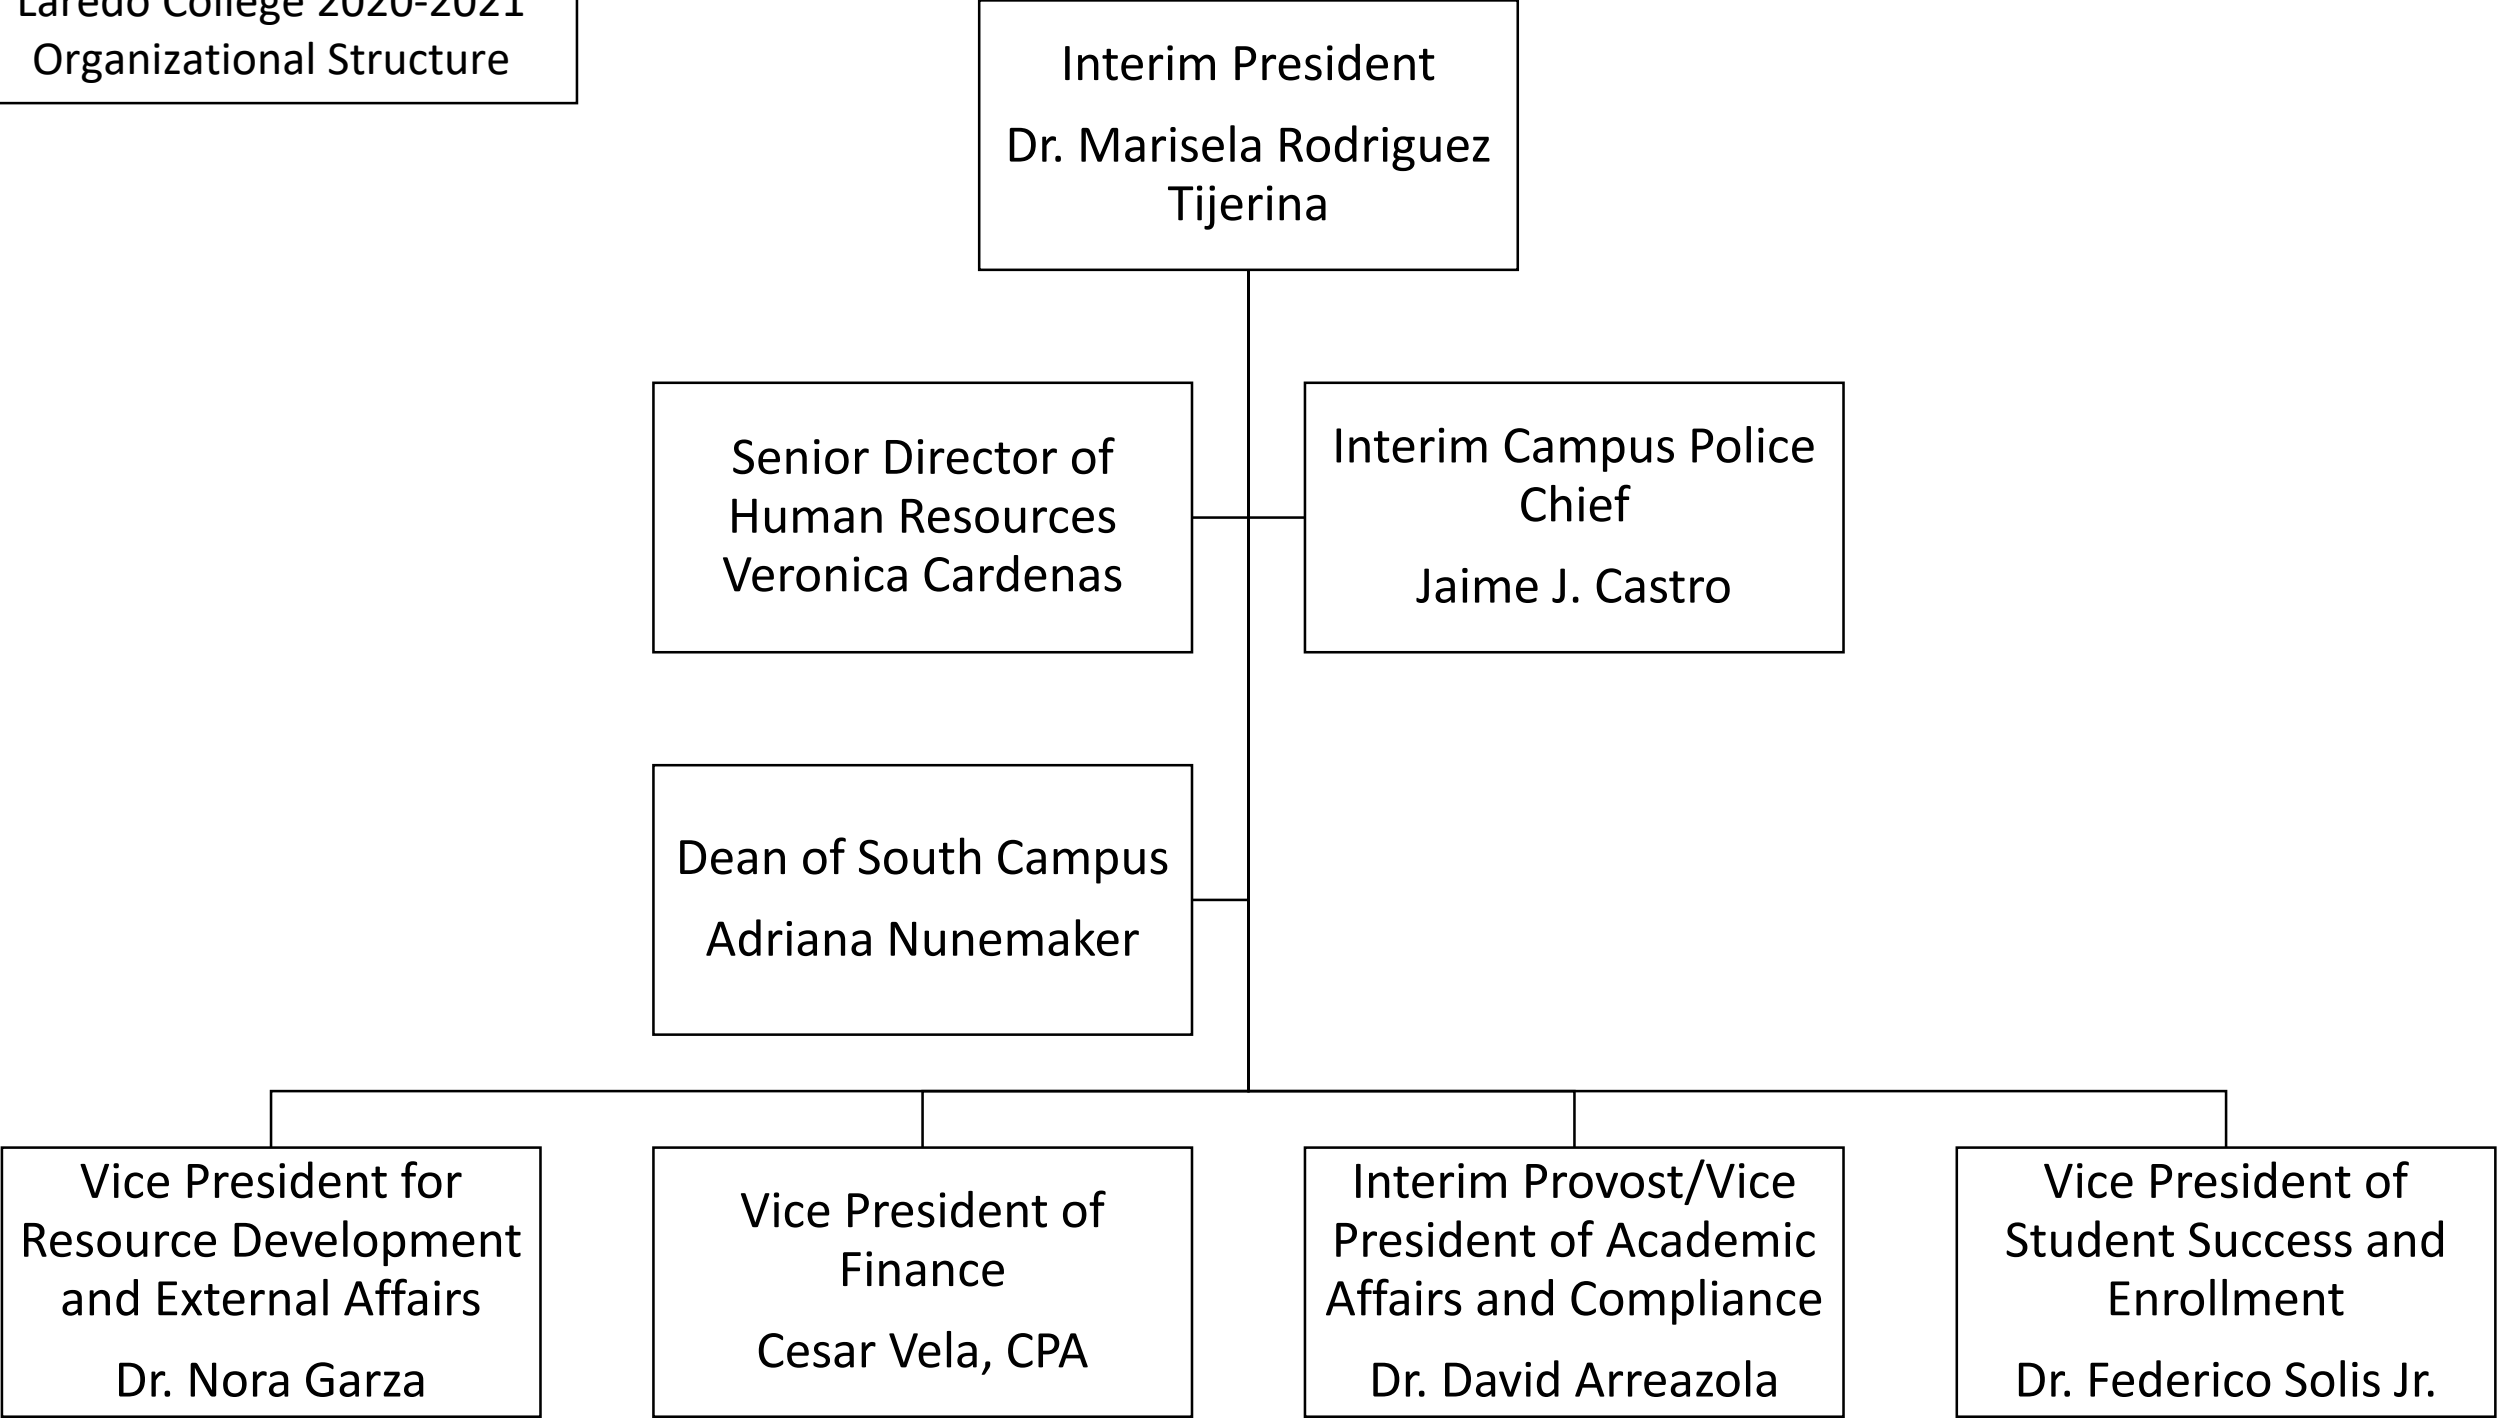 Laredo College 2020-2021
Organizational Structure
Interim President
Dr. Marisela Rodriguez
Tijerina
Senior Director of
Human Resources
Veronica Cardenas
Interim Campus Police
Chief
Jaime J. Castro
Dean of South Campus
Adriana Nunemaker
Vice President for
Resource Development
and External Affairs
Dr. Nora Garza
Vice President of
Finance
Cesar Vela, CPA
Interim Provost/Vice
President of Academic
Affairs and Compliance
Dr. David Arreazola
Vice President of
Student Success and
Enrollment
Dr. Federico Solis Jr.